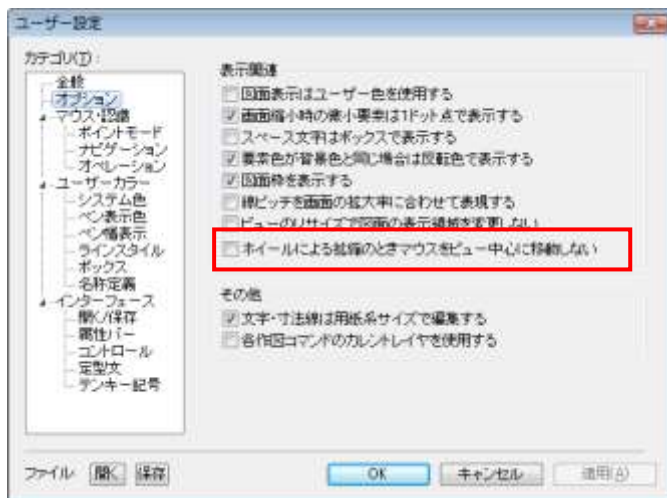 ユーザー設定
カテゴリ(T):
全般
オプション
マウス・認識
ポイントモード
ナビゲーション
オペレーション
ユーザーカラー
システム色
ペン表示色
ペン幅表示
ラインスタイル
ボックス
名称定義
インターフェース
開く/保存
属性バー
コントロール
定型文
テンキー記号
表示関連
図面表示はユーザー色を使用する
画面縮小時の最小要素は1ドット点で表示する
スペース文字はボックスで表示する
要素色が背景色と同じ場合は反転色で表示する
図面枠を表示する
線ピッチを画面の拡大率に合わせて表現する
ビューのリサイズで図面の表示領域を変更しない
ホイールによる拡縮のときマウスをビュー中心に移動しない
その他
文字・寸法線は用紙系サイズで編集する
各作図コマンドのカレントレイヤを使用する
ファイル 開く 保存 OK キャンセル 適用(A)